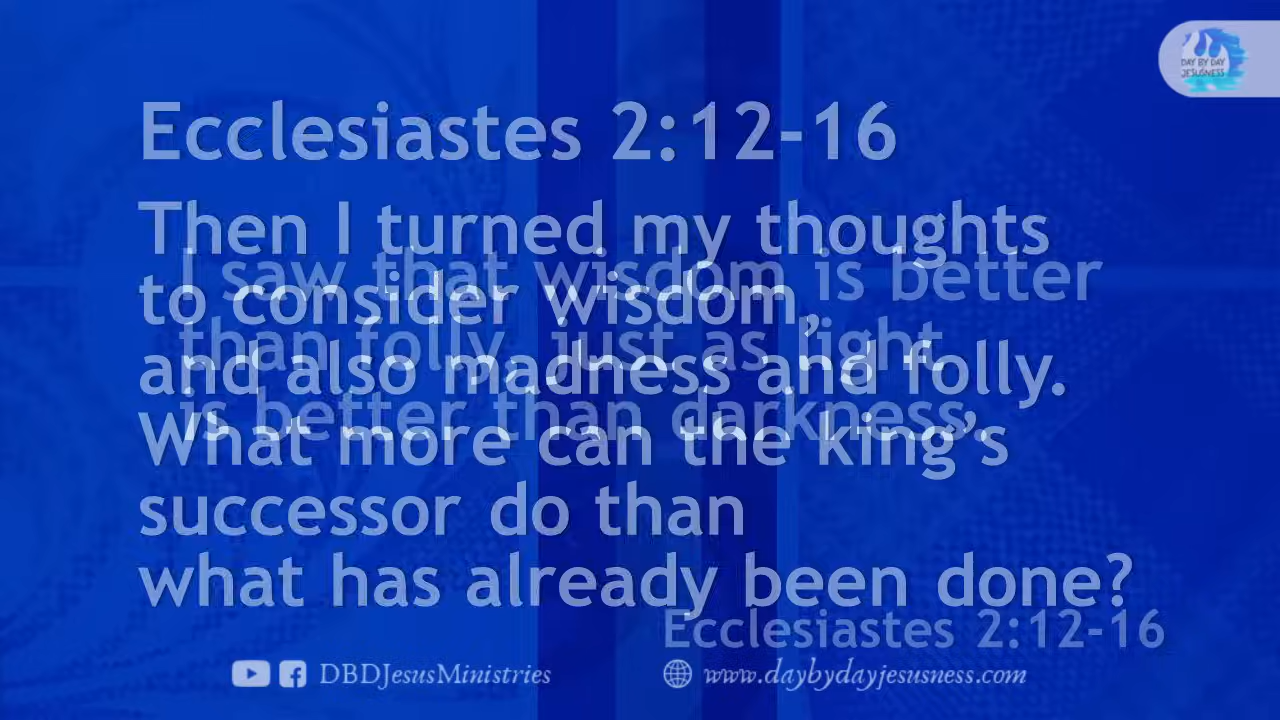 DAY BY DAY
JESUSNESS
Ecclesiastes 2:12-16
Then I turned my thoughts
to consider wisdom,
and also madness and folly.
What more can the king's
successor do than
what has already been done?
I saw that wisdom is better
than folly, just as light
is better than darkness.
Ecclesiastes 2:12-16
DBDJesusMinistries
www.daybydayjesusness.com